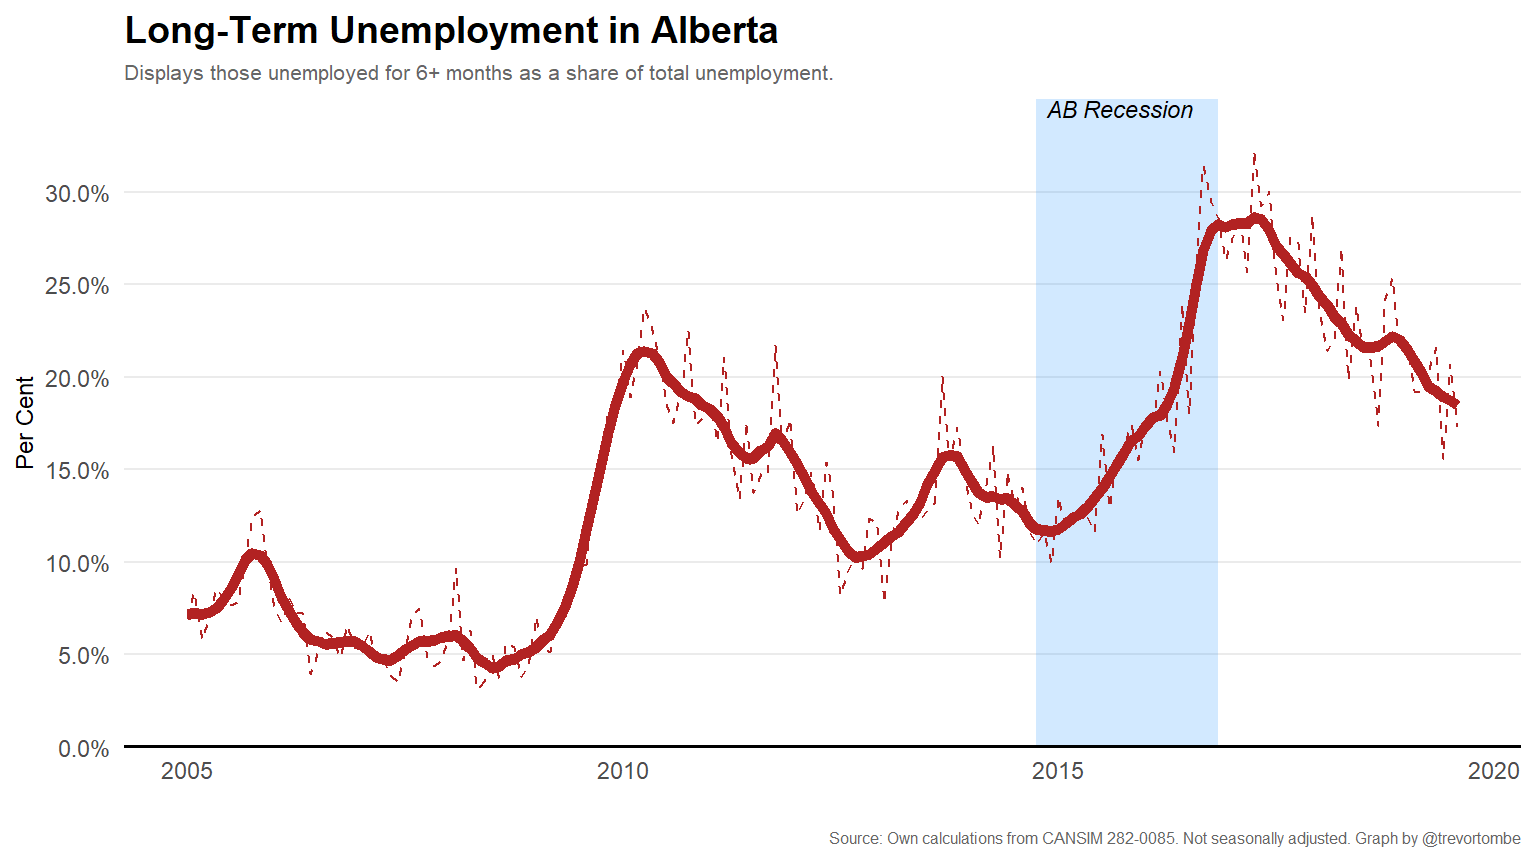 Long-Term Unemployment in Alberta
Displays those unemployed for 6+ months as a share of total unemployment.
AB Recession
30.0%
25.0%
20.0%
15.0%
10.0%
5.0%
0.0%
Per Cent
2005 2010 2015 2020
Source: Own calculations from CANSIM 282-0085. Not seasonally adjusted. Graph by @trevortombe